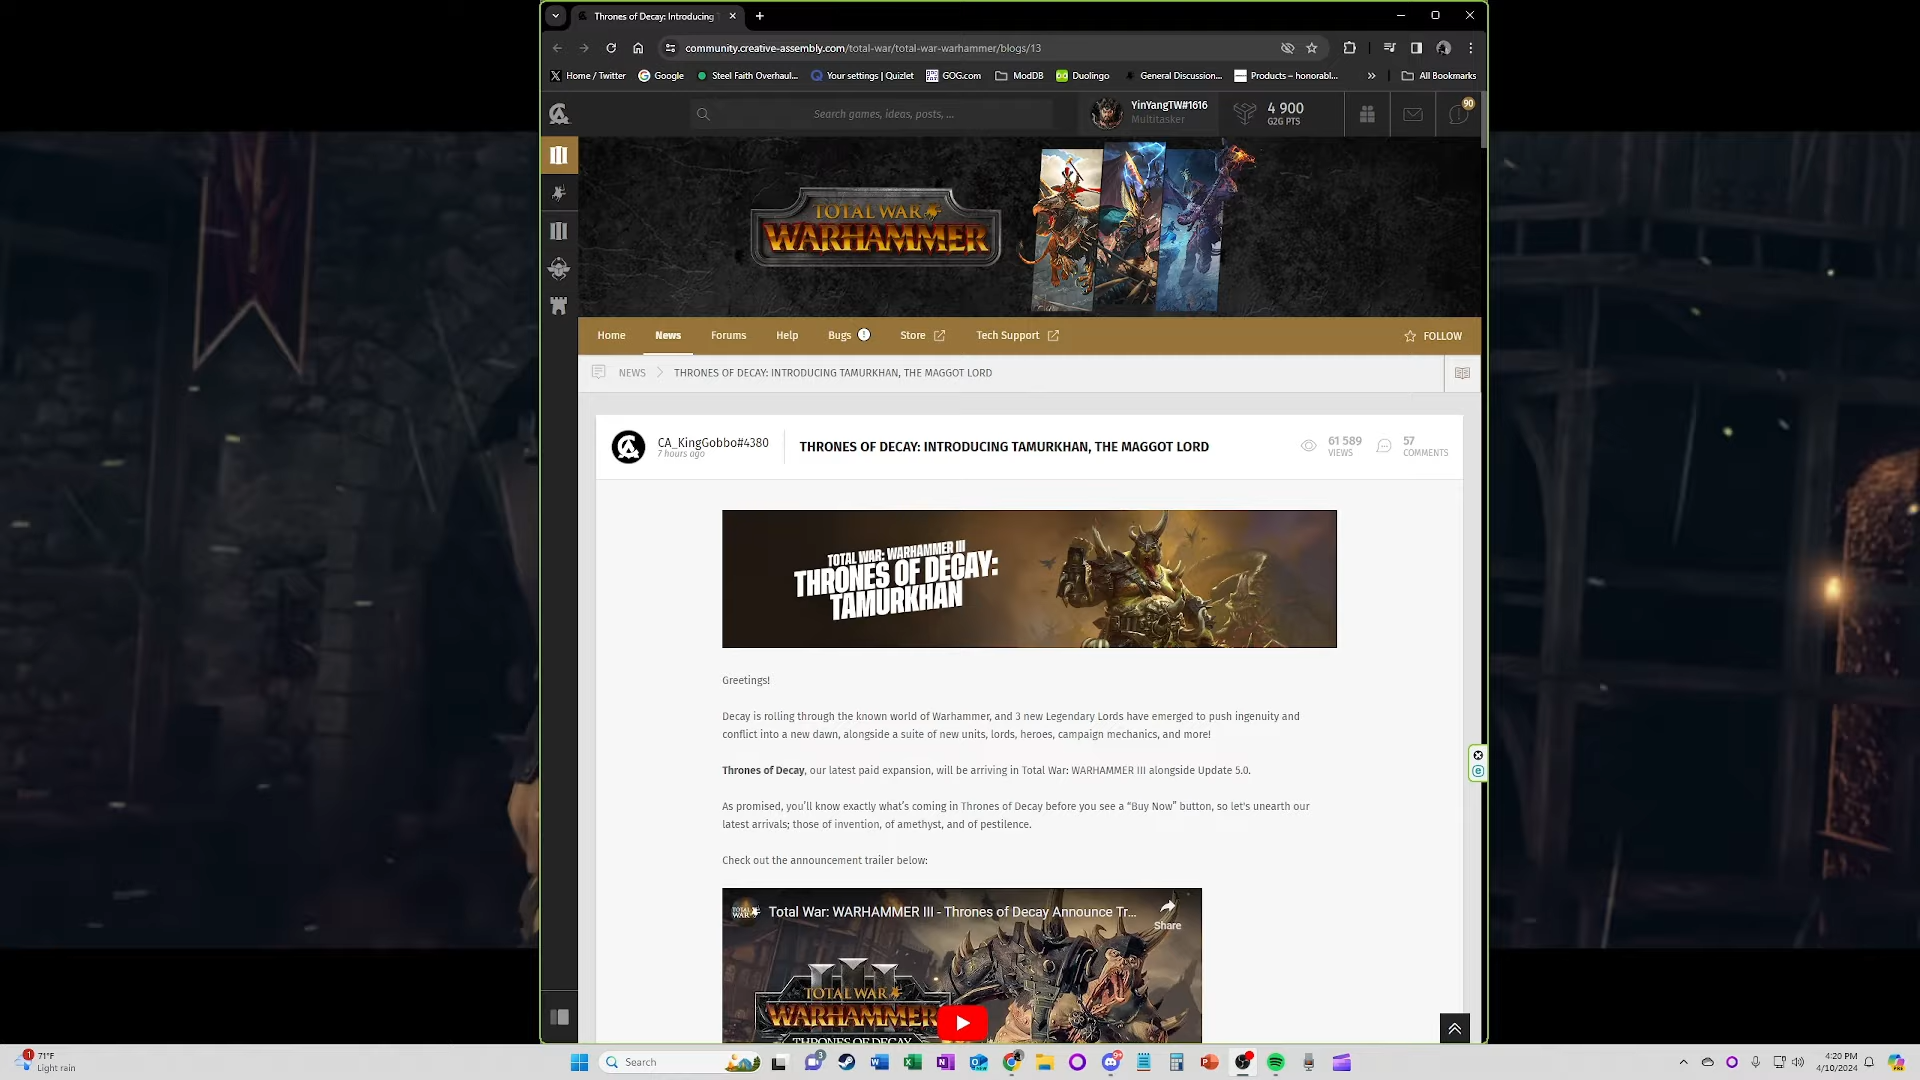 Thrones of Decay: Introducing
community.creative-assembly.com/total-war/total-war-warhammer/blogs/13
Home / Twitter
Google
Steel Faith Overhaul...
Your settings | Quizlet
GOG.com
ModDB
Duolingo
General Discussion...
Products – honorabl...
»
All Bookmarks
Search games, ideas, posts, ...
YinYangTW#1616
Multitasker
4 900
G2G PTS
90
TOTAL WAR
WARHAMMER
Home
News
Forums
Help
Bugs
Store
Tech Support
FOLLOW
NEWS
THRONES OF DECAY: INTRODUCING TAMURKHAN, THE MAGGOT LORD
CA_KingGobbo#4380
7 hours ago
THRONES OF DECAY: INTRODUCING TAMURKHAN, THE MAGGOT LORD
61 589
VIEWS
57
COMMENTS
TOTAL WAR: WARHAMMER III
THRONES OF DECAY:
TAMURKHAN
Greetings!
Decay is rolling through the known world of Warhammer, and 3 new Legendary Lords have emerged to push ingenuity and
conflict into a new dawn, alongside a suite of new units, lords, heroes, campaign mechanics, and more!
Thrones of Decay, our latest paid expansion, will be arriving in Total War: WARHAMMER III alongside Update 5.0.
As promised, you’ll know exactly what’s coming in Thrones of Decay before you see a “Buy Now” button, so let's unearth our
latest arrivals; those of invention, of amethyst, and of pestilence.
Check out the announcement trailer below:
Total War: WARHAMMER III - Thrones of Decay Announce Tr...
Share
TOTAL WAR
WARHAMMER
THRONES OF DECAY
1
71°F
Light rain
Search
3
9+
4:20 PM
4/10/2024